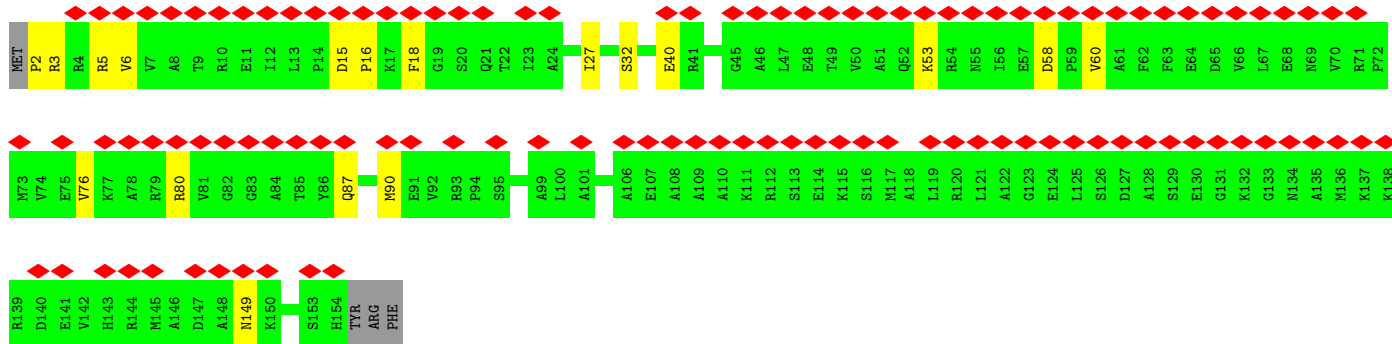 MET P2 R3 R4 R5 V6 V7 A8 T9 R10 E11 I12 L13 P14 D15 P16 K17 F18 G19 S20 Q21 T22 I23 A24 I27 S32 E40 R41 G45 A46 L47 E48 T49 V50 A51 Q52 K53 R54 N55 I56 E57 D58 P59 V60 A61 F62 F63 E64 D65 V66 L67 E68 N69 V70 R71 P72
M73 V74 E75 V76 K77 A78 R79 R80 V81 G82 G83 A84 T85 Y86 Q87 M90 E91 V92 R93 P94 S95 A99 L100 A101 A106 E107 A108 A109 A110 K111 R112 S113 E114 K115 S116 M117 A118 L119 R120 L121 A122 G123 E124 L125 S126 D127 A128 S129 E130 G131 K132 G133 N134 A135 M136 K137 K138
R139 D140 E141 V142 H143 R144 M145 A146 D147 A148 N149 K150 S153 H154 TYR ARG PHE